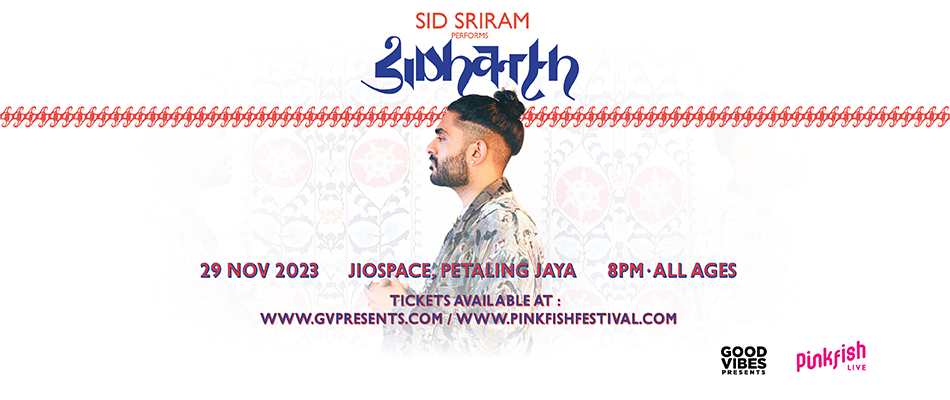 SID SRIRAM
PERFORMS
Sidharth
29 NOV 2023 JIOSPACE, PETALING JAYA 8PM · ALL AGES
TICKETS AVAILABLE AT :
WWW.GVPRESENTS.COM / WWW.PINKFISHFESTIVAL.COM
GOOD
VIBES
PRESENTS
Pinkfish
LIVE